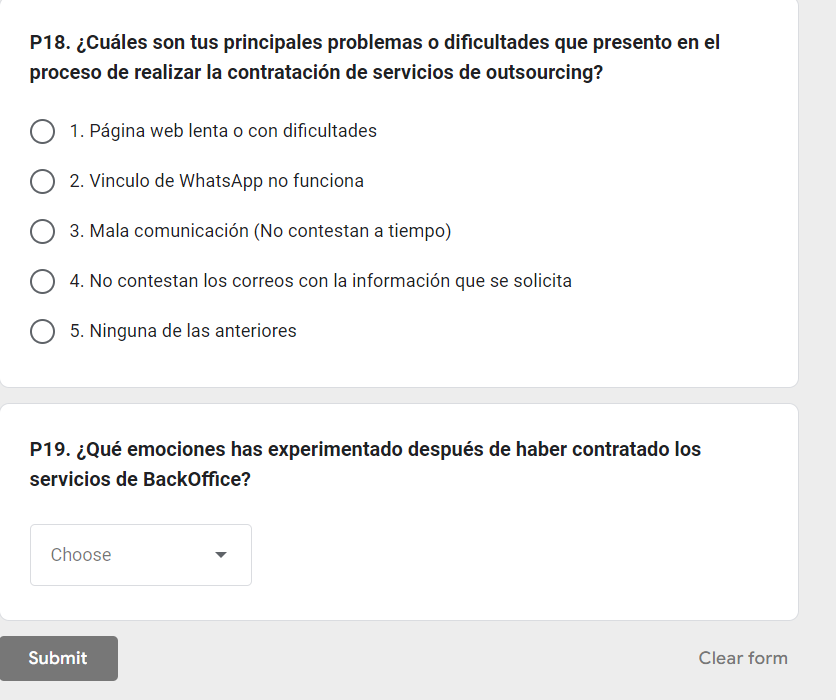 P18. ¿Cuáles son tus principales problemas o dificultades que presento en el
proceso de realizar la contratación de servicios de outsourcing?
1. Página web lenta o con dificultades
2. Vinculo de WhatsApp no funciona
3. Mala comunicación (No contestan a tiempo)
4. No contestan los correos con la información que se solicita
5. Ninguna de las anteriores
P19. ¿Qué emociones has experimentado después de haber contratado los
servicios de BackOffice?
Choose
Submit
Clear form